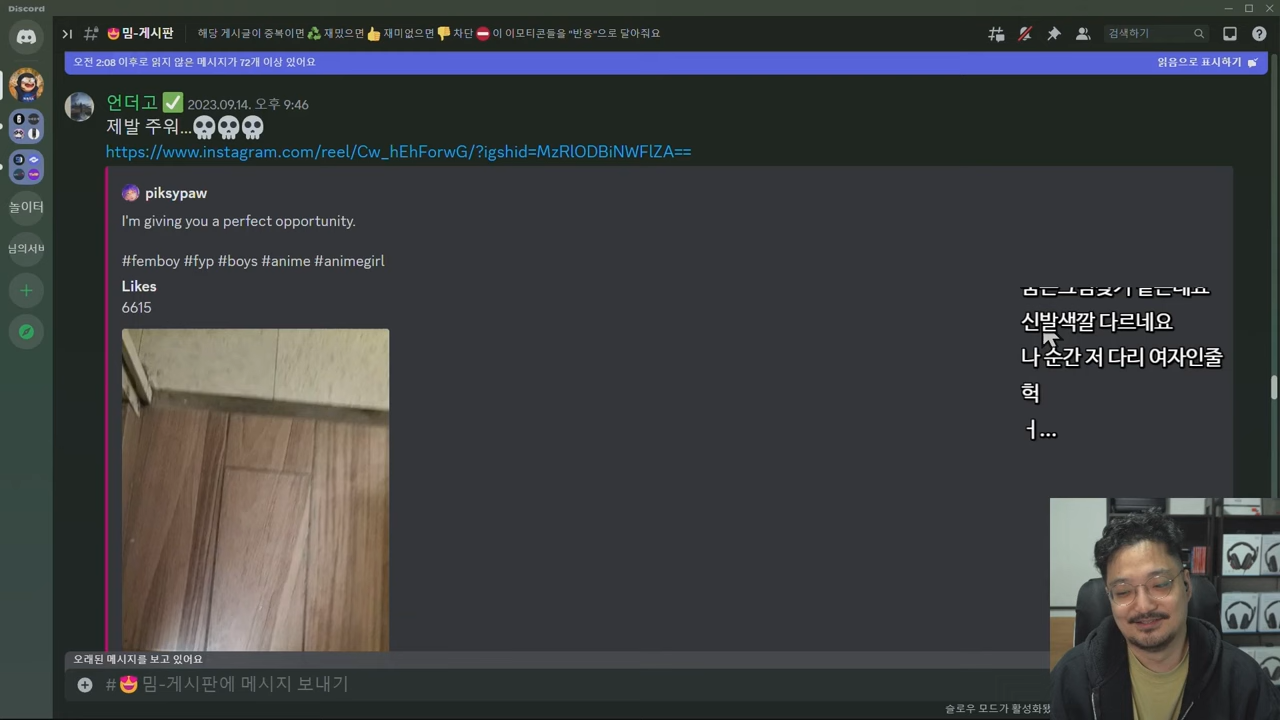 Discord
😍밈-게시판
해당 게시글이 중복이면♻️ 재밌으면👍 재미없으면👎 차단⛔ 이 이모티콘들을 "반응"으로 달아줘요
검색하기
오전 2:08 이후로 읽지 않은 메시지가 72개 이상 있어요
읽음으로 표시하기
언더고 ✅ 2023.09.14. 오후 9:46
제발 주워...💀💀💀
https://www.instagram.com/reel/Cw_hEhForwG/?igshid=MzRlODBiNWFlZA==
piksypaw
I'm giving you a perfect opportunity.
#femboy #fyp #boys #anime #animegirl
Likes
6615
놀이터
님의서버
신발색깔 다르네요
나 순간 저 다리 여자인줄
헉
ㅓ...
오래된 메시지를 보고 있어요
#😍 밈-게시판에 메시지 보내기
슬로우 모드가 활성화됐